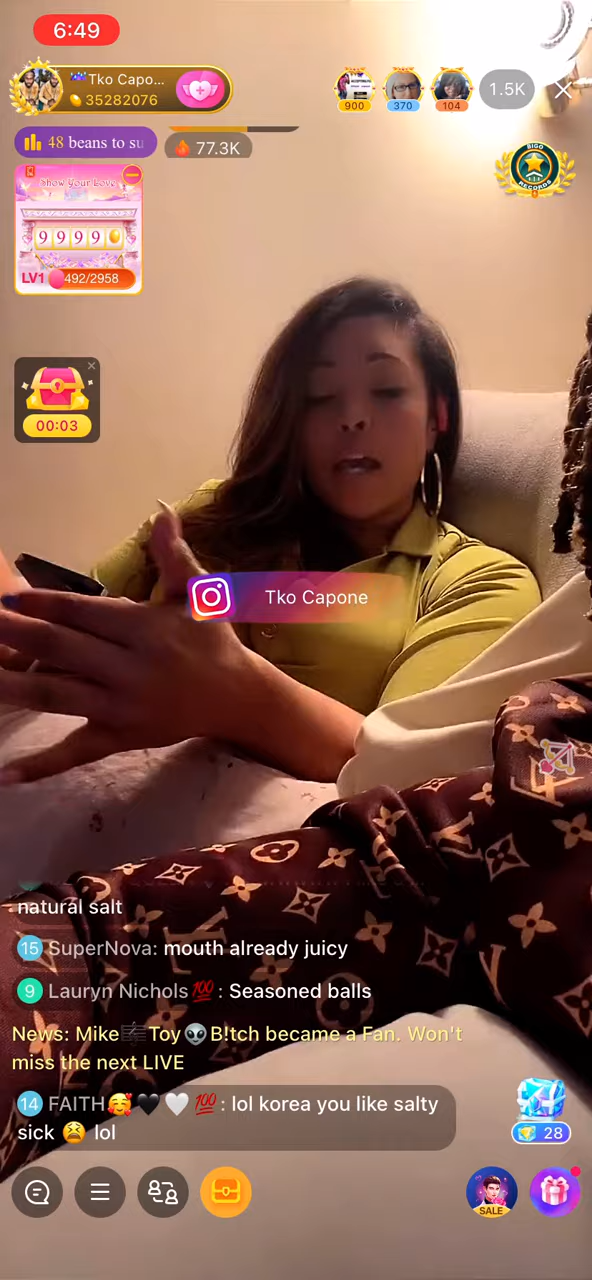 6:49
Tko Capo...
35282076
900
370
104
1.5K
48 beans to su
77.3K
BIGO
RECORDS
Show Your Love
9 9 9 9
LV1 492/2958
00:03
Tko Capone
natural salt
15 SuperNova: mouth already juicy
9 Lauryn Nichols💯: Seasoned balls
News: Mike Toy👽B!tch became a Fan. Won't
miss the next LIVE
14 FAITH🥰🖤🤍💯: lol korea you like salty
sick 😫 lol
28
SALE